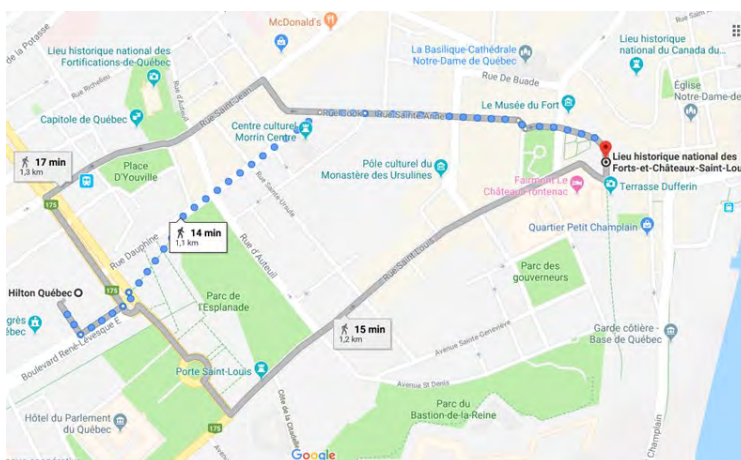 McDonald's
de la Potasse
Lieu historique national des
Fortifications-de-Québec
La Basilique-Cathédrale
Notre-Dame de Québec
Rue Saint
Lieu historique
national du Canada du...
Rue De Buade
Rue Richelieu
Rue d'Auteuil
Rue Saint-Jean
Capitole de Québec
Cook
Rue Sainte-Anne
Le Musée du Fort
Église
Notre-Dame-de
Centre culturel
Morrin Centre
17 min
1,3 km
Place
D'Youville
Pôle culturel du
Monastère des Ursulines
Lieu historique national des
Forts-et-Châteaux-Saint-Lou
Fairmont Le
Château Frontenac
Terrasse Dufferin
175
Rue Sainte-Ursule
14 min
1,1 km
Quartier Petit Champlain
Rue Dauphine
Rue d'Auteuil
Rue Saint-Louis
Parc des
gouverneurs
Hilton Québec
175
Parc de
l'Esplanade
grès
ébec
Boulevard René-Lévesque E
15 min
1,2 km
Avenue Sainte-Geneviève
Garde côtière -
Base de Québec
Porte Saint-Louis
Avenue St Denis
Côte de la Citadelle
Parc du
Bastion-de-la-Reine
Hôtel du Parlement
du Québec
175
Champlain
Google